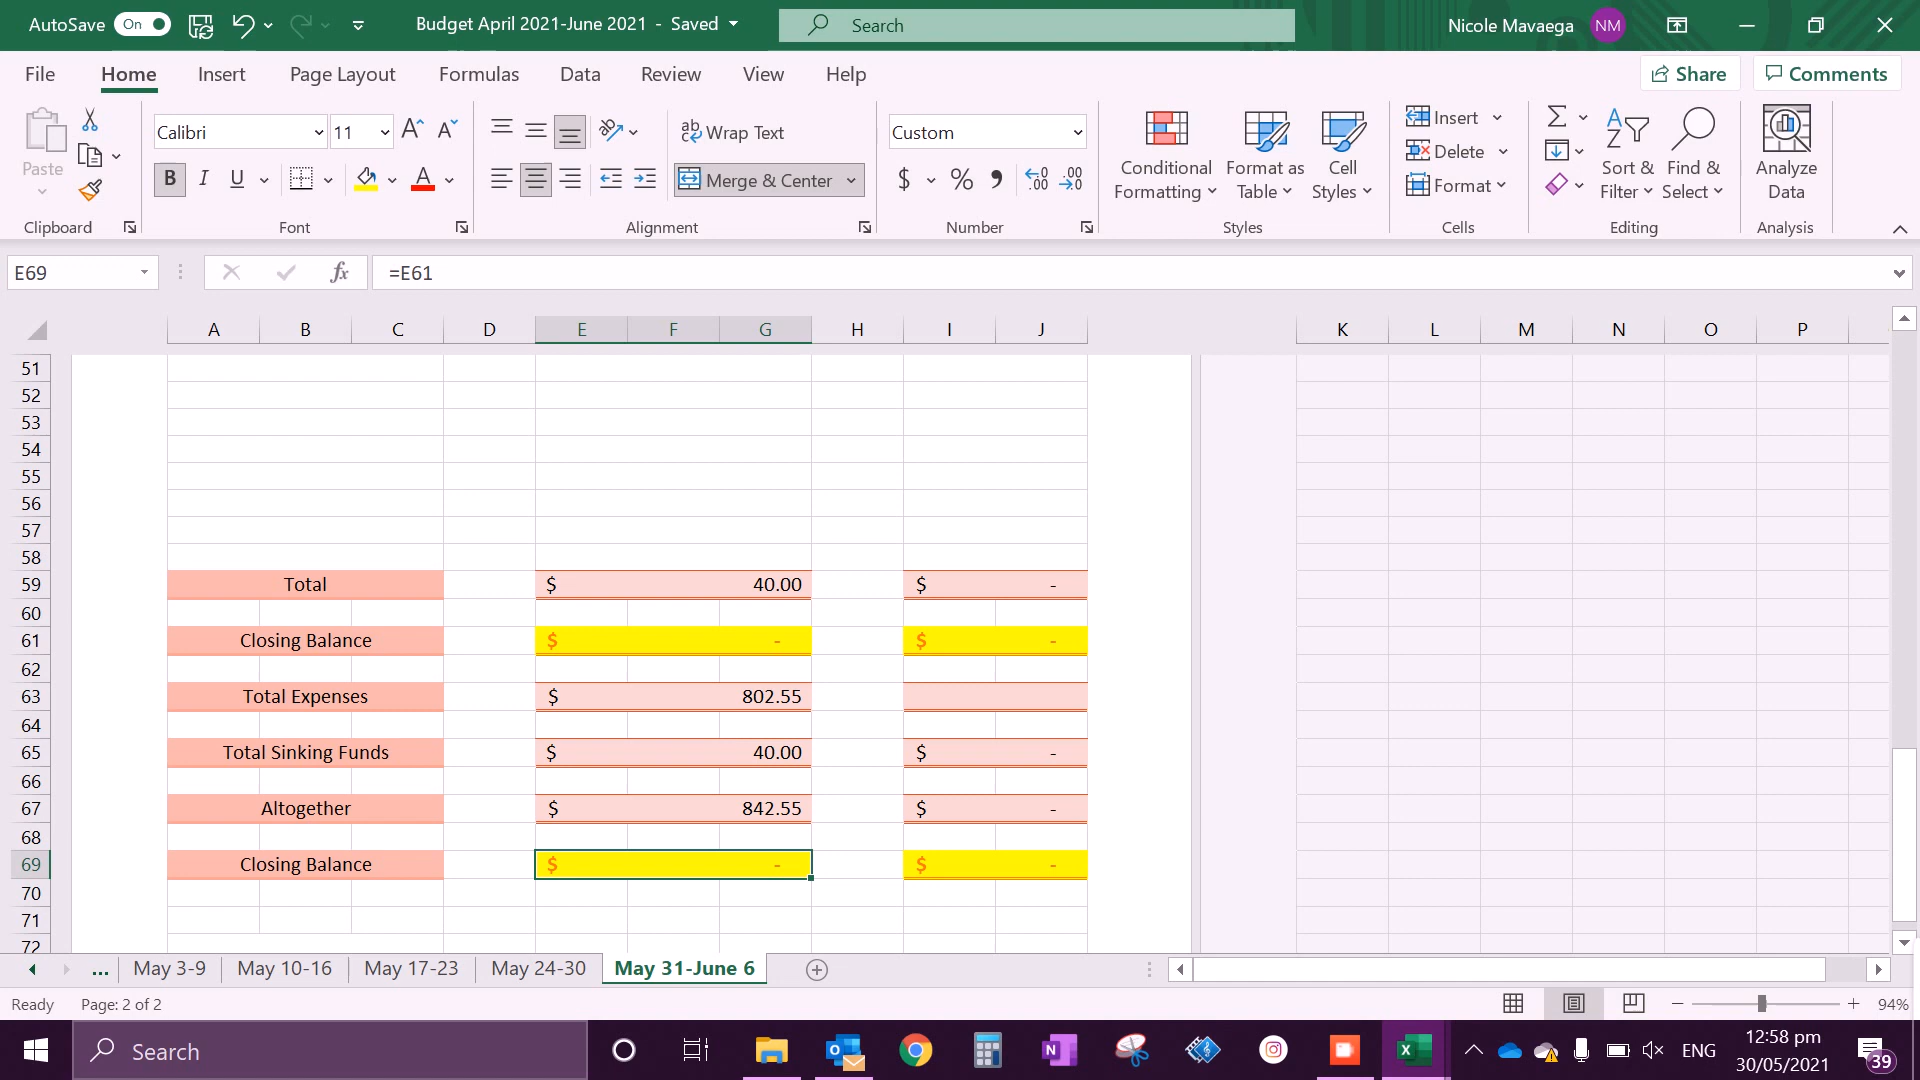 AutoSave On Budget April 2021-June 2021 - Saved Search Nicole Mavaega NM
File Home Insert Page Layout Formulas Data Review View Help Share Comments
Paste
Clipboard
Calibri 11
B I U A
Font
ab Wrap Text
Merge & Center
Alignment
Custom
$ % 9 .00 .00
Number
Conditional Formatting
Format as Table
Cell Styles
Styles
Insert
Delete
Format
Cells
Sort & Filter
Find & Select
Editing
Analyze Data
Analysis
E69 fx =E61
A B C D E F G H I J K L M N O P
51
52
53
54
55
56
57
58
59 Total $ 40.00 $ -
60
61 Closing Balance $ - $ -
62
63 Total Expenses $ 802.55
64
65 Total Sinking Funds $ 40.00 $ -
66
67 Altogether $ 842.55 $ -
68
69 Closing Balance $ - $ -
70
71
72
... May 3-9 May 10-16 May 17-23 May 24-30 May 31-June 6
Ready Page: 2 of 2 94%
Search ENG 12:58 pm
30/05/2021 39